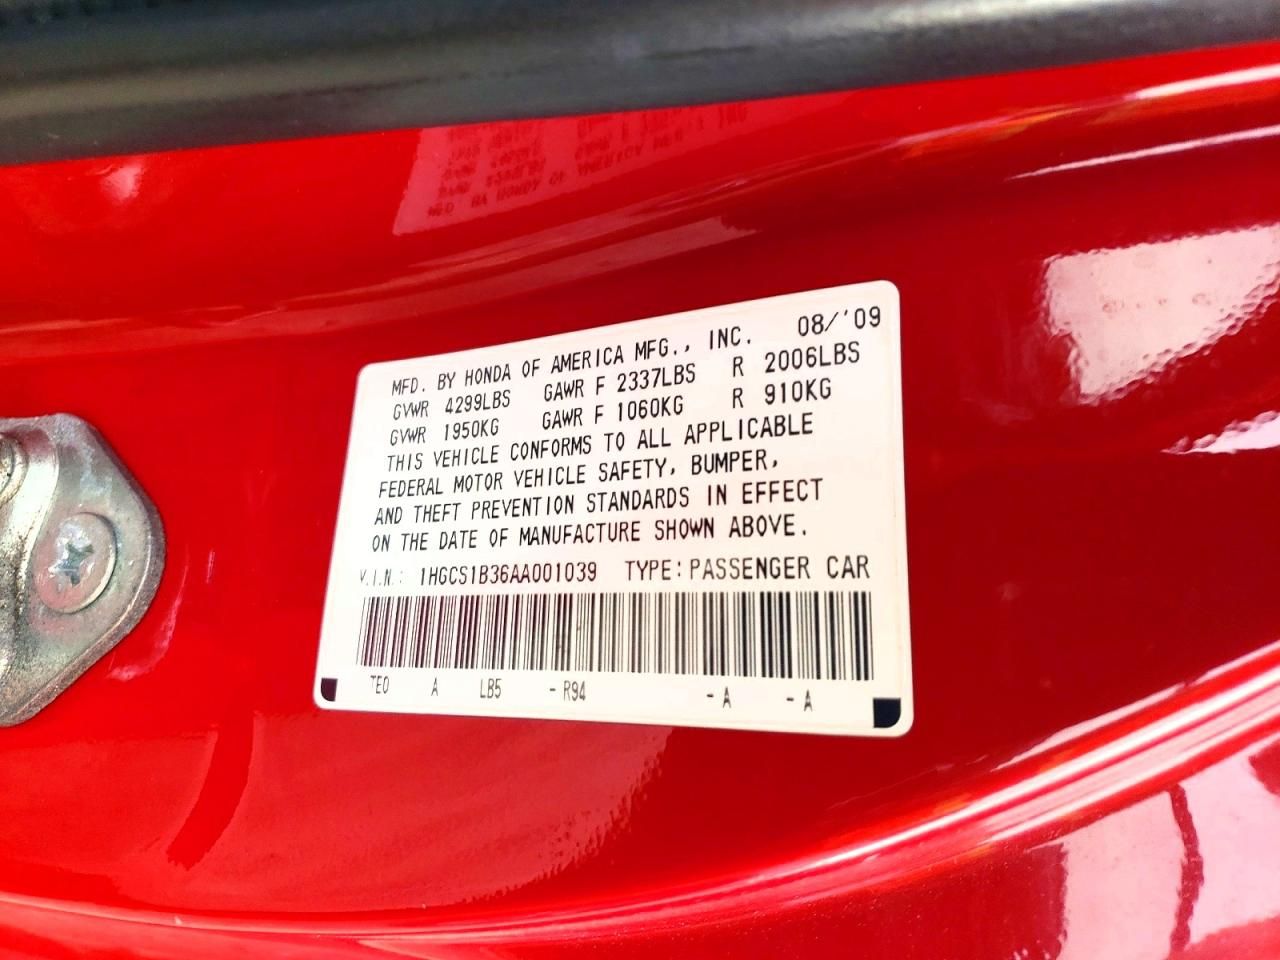 MFD. BY HONDA OF AMERICA MFG., INC. 08/'09
GVWR 4299LBS GAWR F 2337LBS R 2006LBS
GVWR 1950KG GAWR F 1060KG R 910KG
THIS VEHICLE CONFORMS TO ALL APPLICABLE
FEDERAL MOTOR VEHICLE SAFETY, BUMPER,
AND THEFT PREVENTION STANDARDS IN EFFECT
ON THE DATE OF MANUFACTURE SHOWN ABOVE.
V.I.N.: 1HGCS1B36AA001039 TYPE:PASSENGER CAR
TE0 A LB5 -R94 -A -A